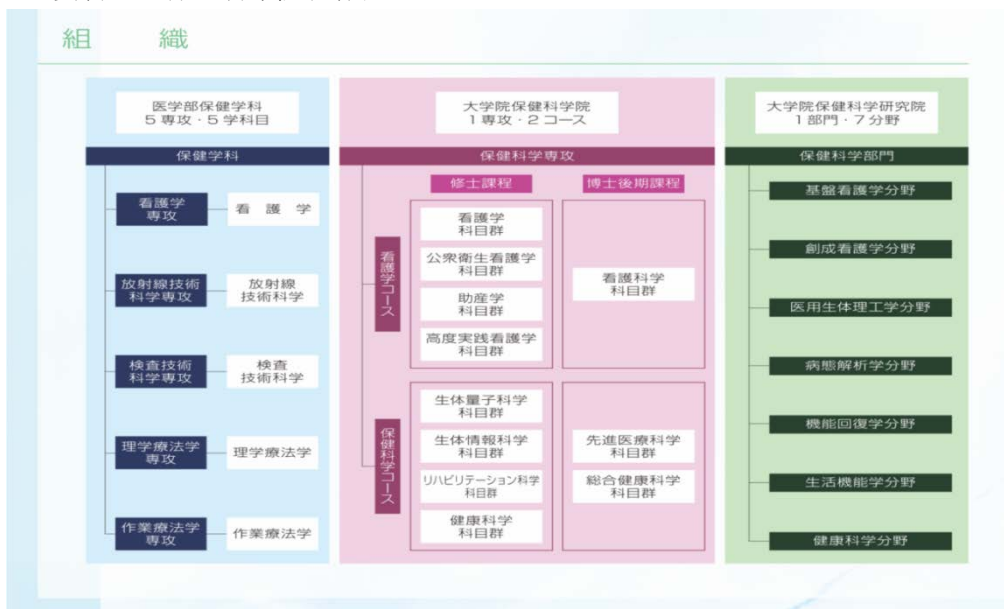 組 織
医学部保健学科
5専攻・5学科目
保健学科
看護学
専攻
看護学
放射線技術
科学専攻
放射線
技術科学
検査技術
科学専攻
検査
技術科学
理学療法学
専攻
理学療法学
作業療法学
専攻
作業療法学
大学院保健科学院
1専攻・2コース
保健科学専攻
修士課程
博士後期課程
看護学コース
看護学
科目群
公衆衛生看護学
科目群
助産学
科目群
高度実践看護学
科目群
看護科学
科目群
保健科学コース
生体量子科学
科目群
生体情報科学
科目群
リハビリテーション科学
科目群
健康科学
科目群
先進医療科学
科目群
総合健康科学
科目群
大学院保健科学研究院
1部門・7分野
保健科学部門
基盤看護学分野
創成看護学分野
医用生体理工学分野
病態解析学分野
機能回復学分野
生活機能学分野
健康科学分野